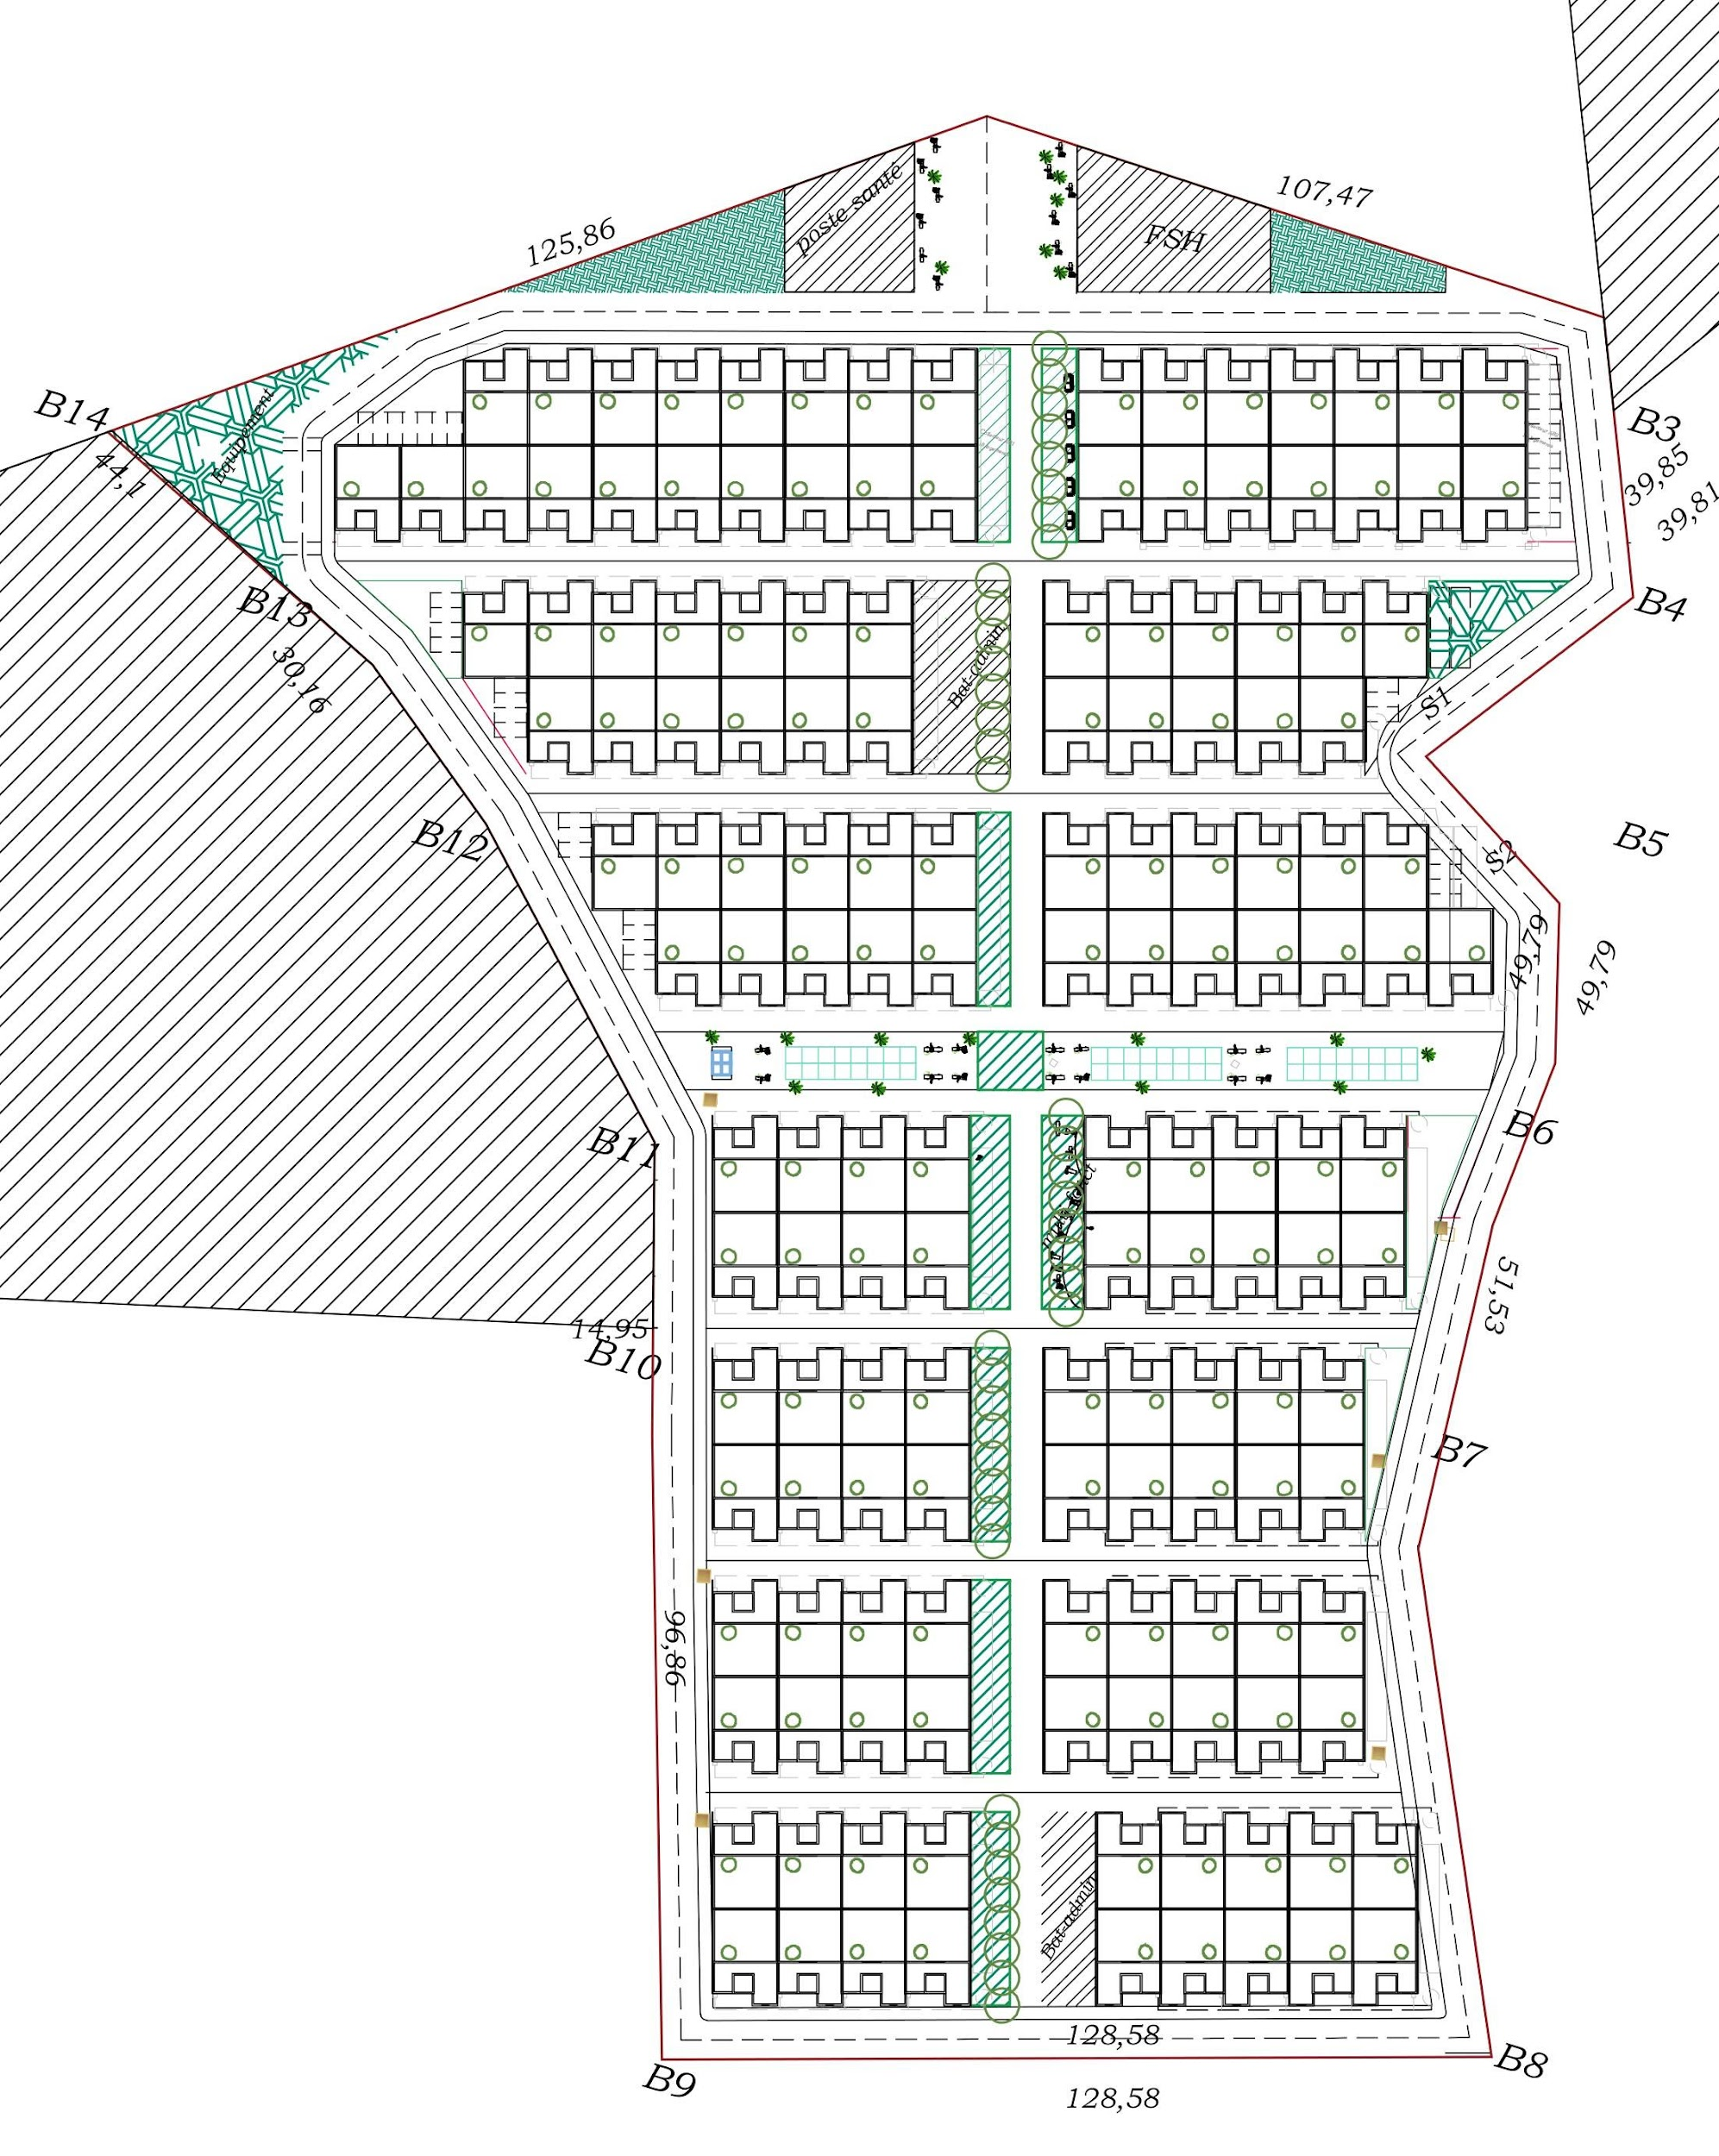 107,47
poste santé
125,86
FSH
B14
Equipement
B3
44,1
39,85
39,81
B13
B4
30,16
Bat-admin
S1
B12
B5
S2
49,79
49,79
B11
B6
51,53
14,95
B10
B7
96,86
Bat-admin
128,58
B9
B8
128,58